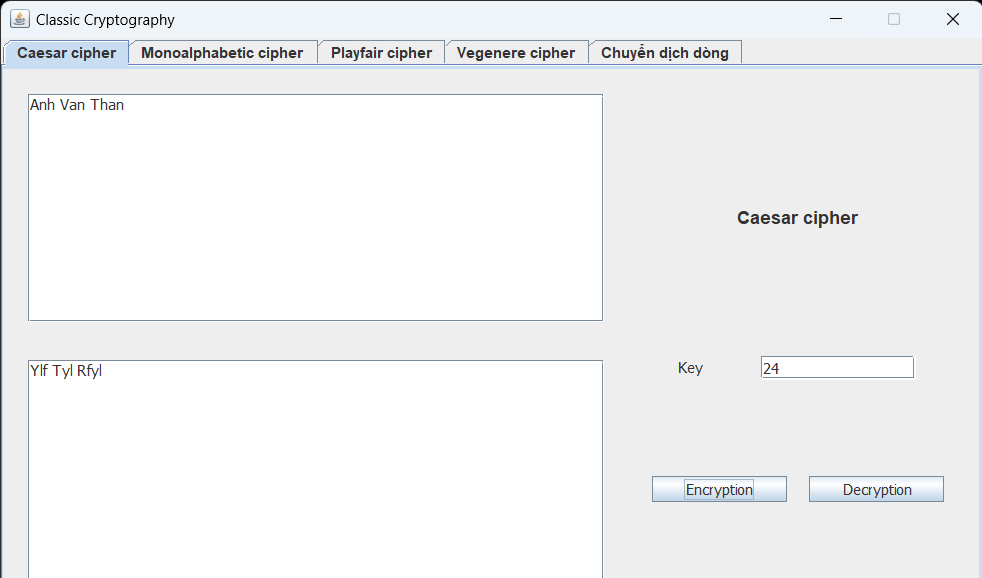 Classic Cryptography
Caesar cipher Monoalphabetic cipher Playfair cipher Vegenere cipher Chuyển dịch dòng
Anh Van Than
Caesar cipher
Ylf Tyl Rfyl
Key 24
Encryption Decryption